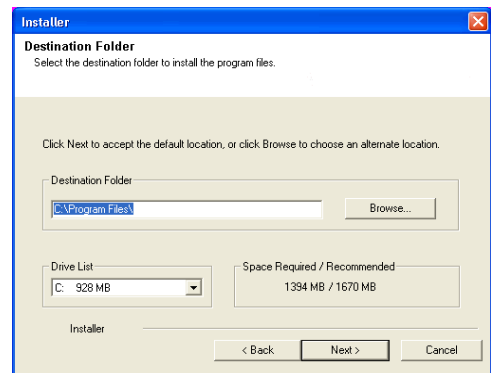 Installer
Destination Folder
Select the destination folder to install the program files.
Click Next to accept the default location, or click Browse to choose an alternate location.
Destination Folder
C:\Program Files\
Browse...
Drive List
Space Required / Recommended
C: 928 MB
1394 MB / 1670 MB
Installer
< Back
Next >
Cancel